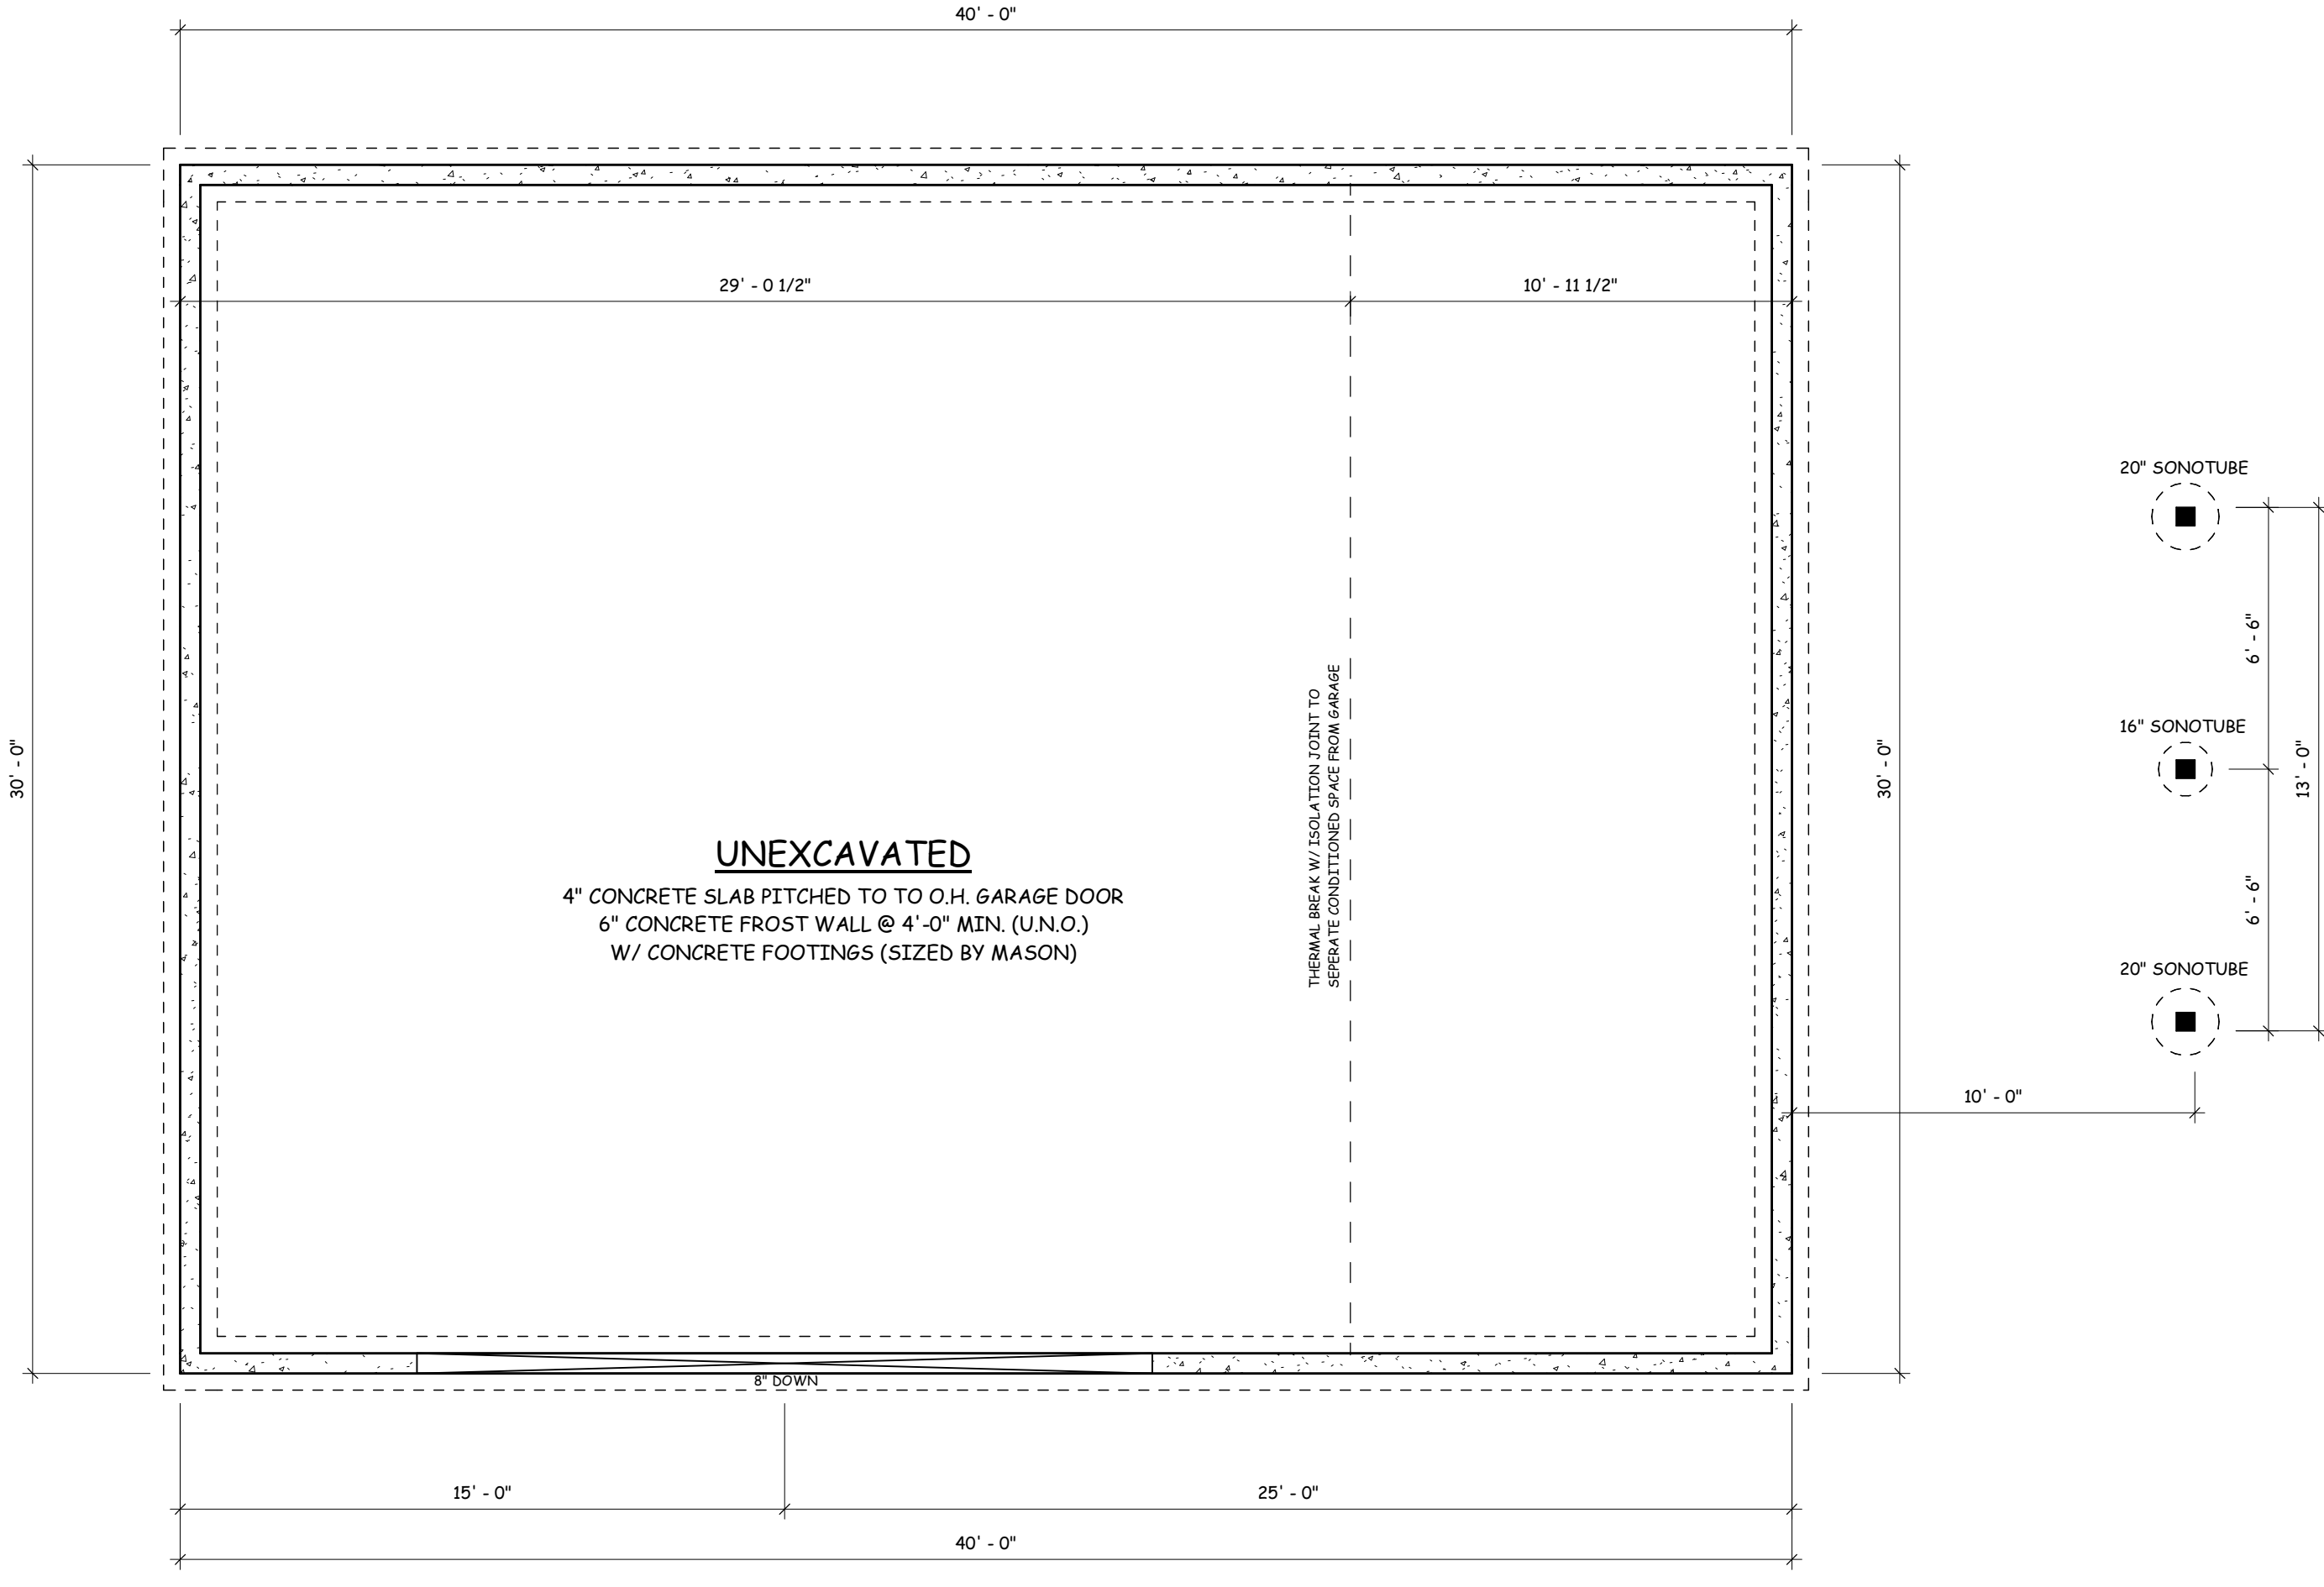 40' - 0"
29' - 0 1/2"
10' - 11 1/2"
20" SONOTUBE
6' - 6"
16" SONOTUBE
13' - 0"
30' - 0"
30' - 0"
THERMAL BREAK W/ ISOLATION JOINT TO
SEPERATE CONDITIONED SPACE FROM GARAGE
UNEXCAVATED
4" CONCRETE SLAB PITCHED TO TO O.H. GARAGE DOOR
6" CONCRETE FROST WALL @ 4'-0" MIN. (U.N.O.)
W/ CONCRETE FOOTINGS (SIZED BY MASON)
6' - 6"
20" SONOTUBE
10' - 0"
8" DOWN
15' - 0"
25' - 0"
40' - 0"